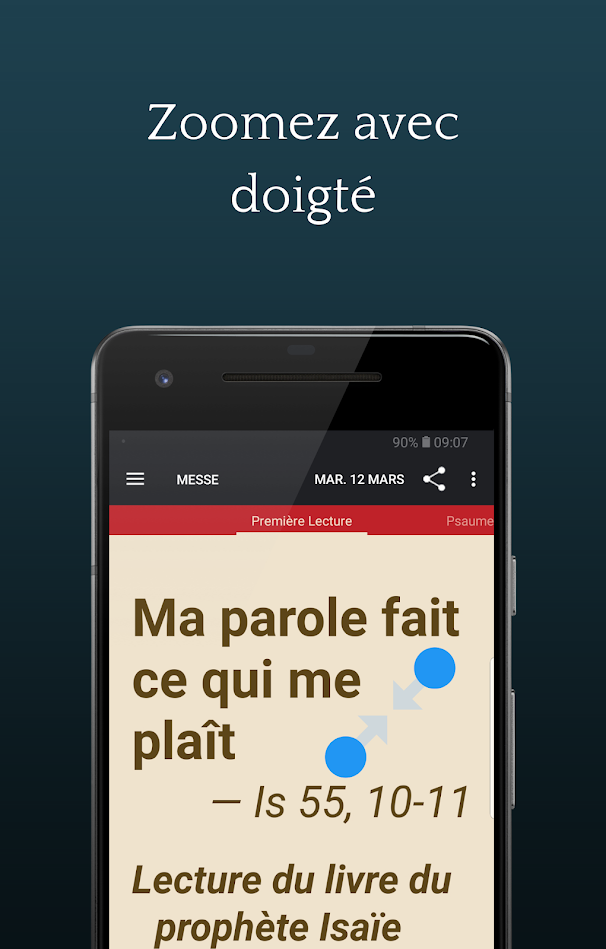 Zoomez avec
doigté
90% 09:07
MESSE MAR. 12 MARS
Première Lecture Psaume
Ma parole fait
ce qui me
plaît
— Is 55, 10-11
Lecture du livre du
prophète Isaïe